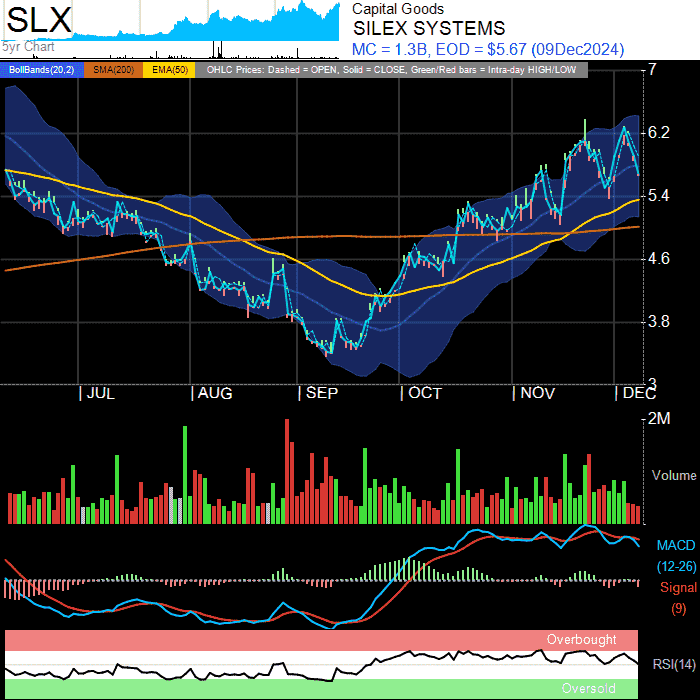 SLX
5yr Chart
Capital Goods
SILEX SYSTEMS
MC = 1.3B, EOD = $5.67 (09Dec2024)
BollBands(20,2) SMA(200) EMA(50) OHLC Prices: Dashed = OPEN, Solid = CLOSE, Green/Red bars = Intra-day HIGH/LOW
7
6.2
5.4
4.6
3.8
3
| JUL | AUG | SEP | OCT | NOV | DEC
2M
Volume
MACD
(12-26)
Signal
(9)
Overbought
RSI(14)
Oversold